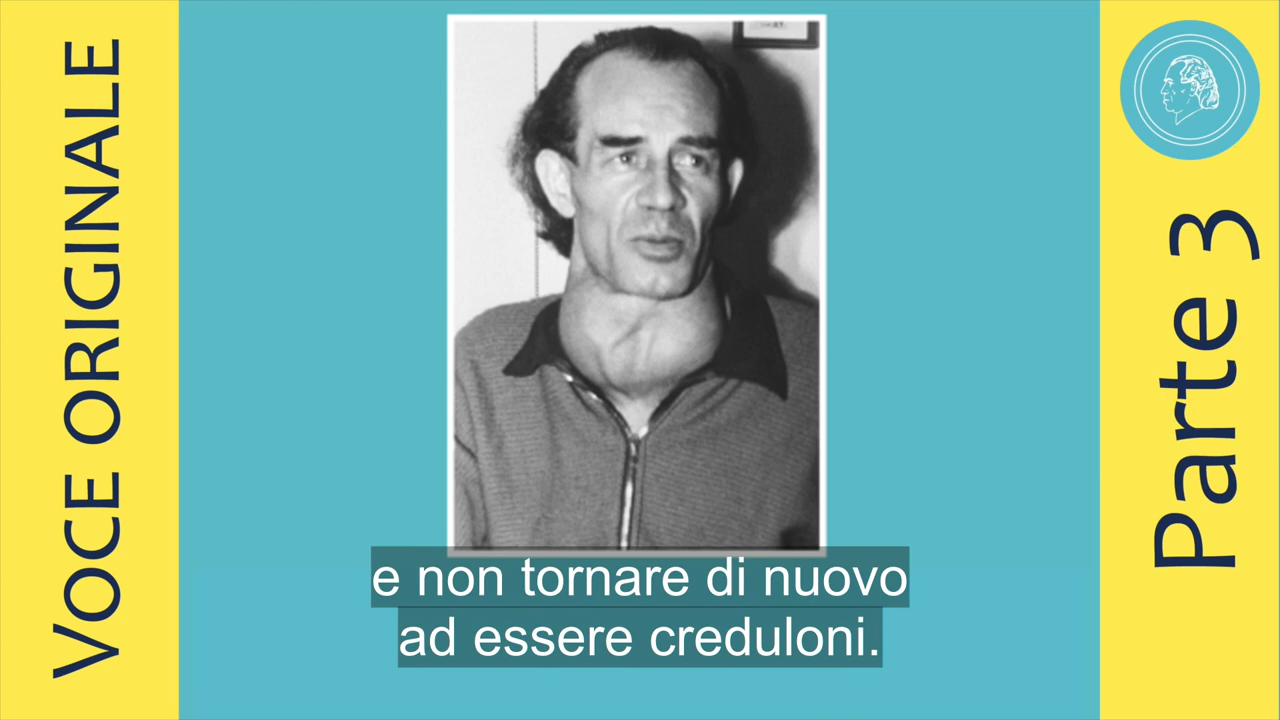 VOCE ORIGINALE
Parte 3
e non tornare di nuovo
ad essere creduloni.